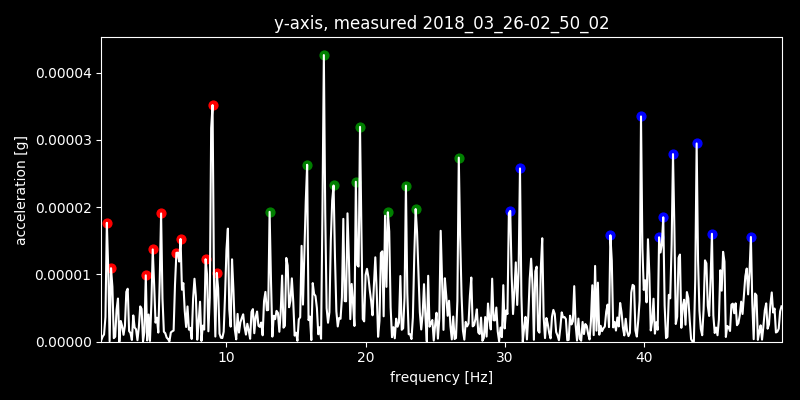 y-axis, measured 2018_03_26-02_50_02
0.00004
0.00003
0.00002
0.00001
0.00000
acceleration [g]
10 20 30 40
frequency [Hz]